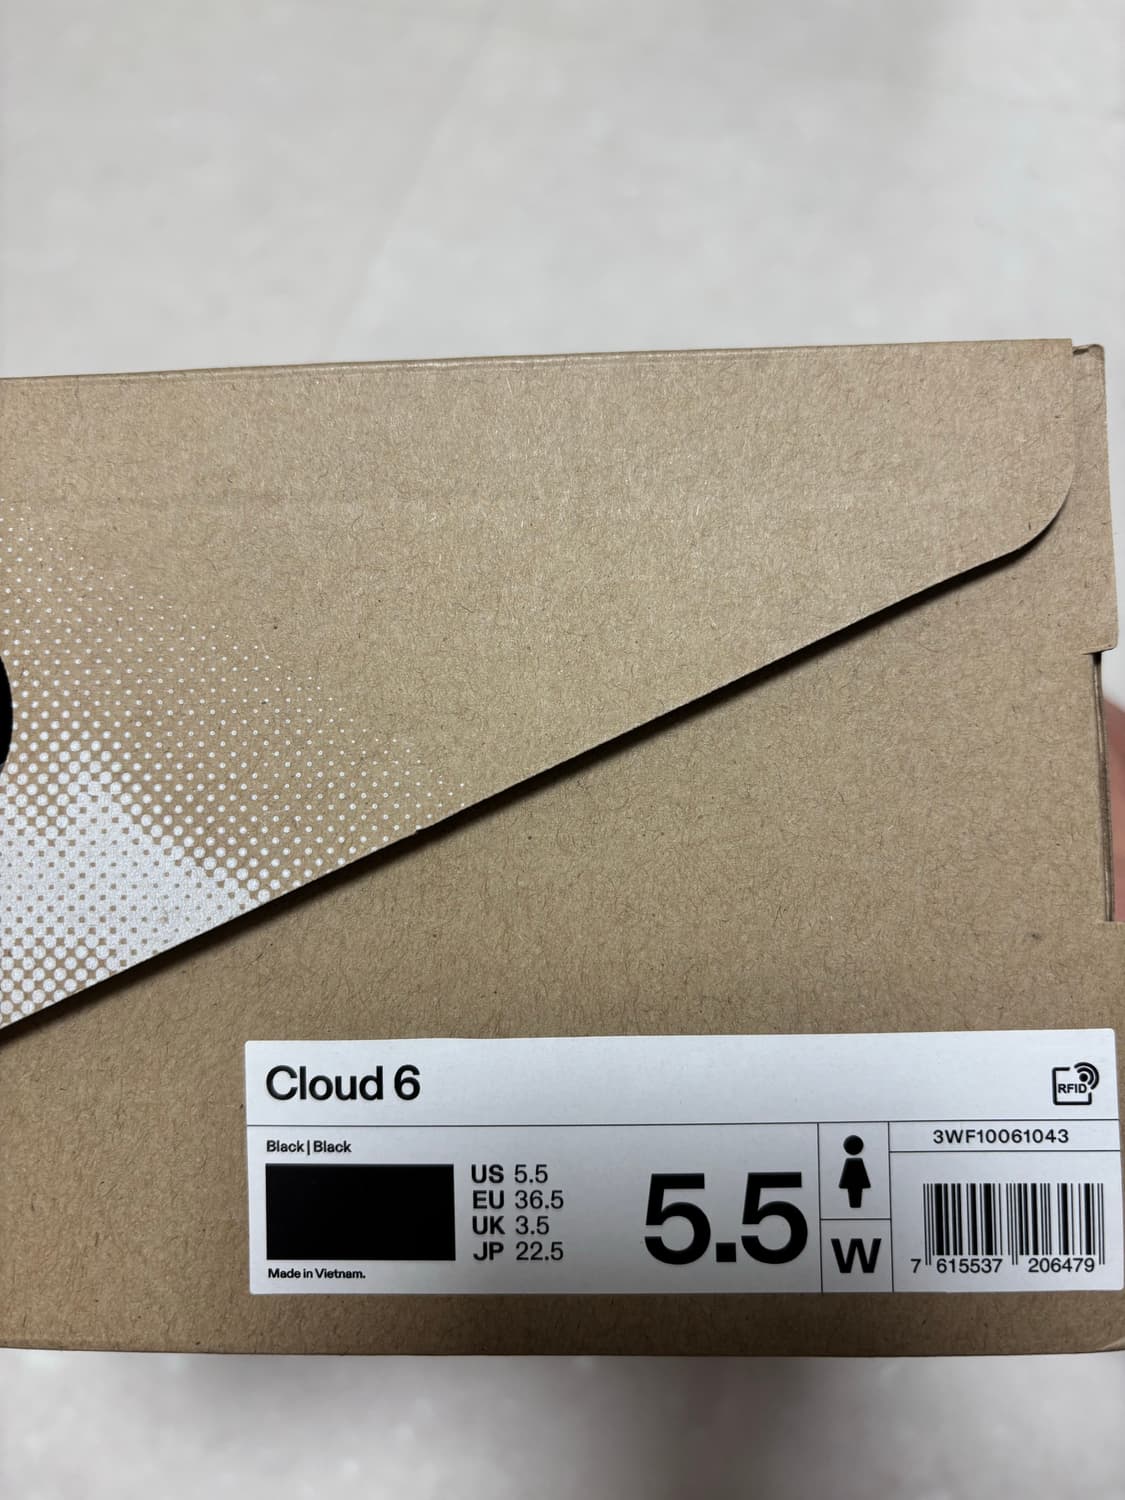 Cloud 6
RFID
Black | Black
3WF10061043
US 5.5
EU 36.5
UK 3.5
JP 22.5
5.5
W
Made in Vietnam.
7 615537 206479